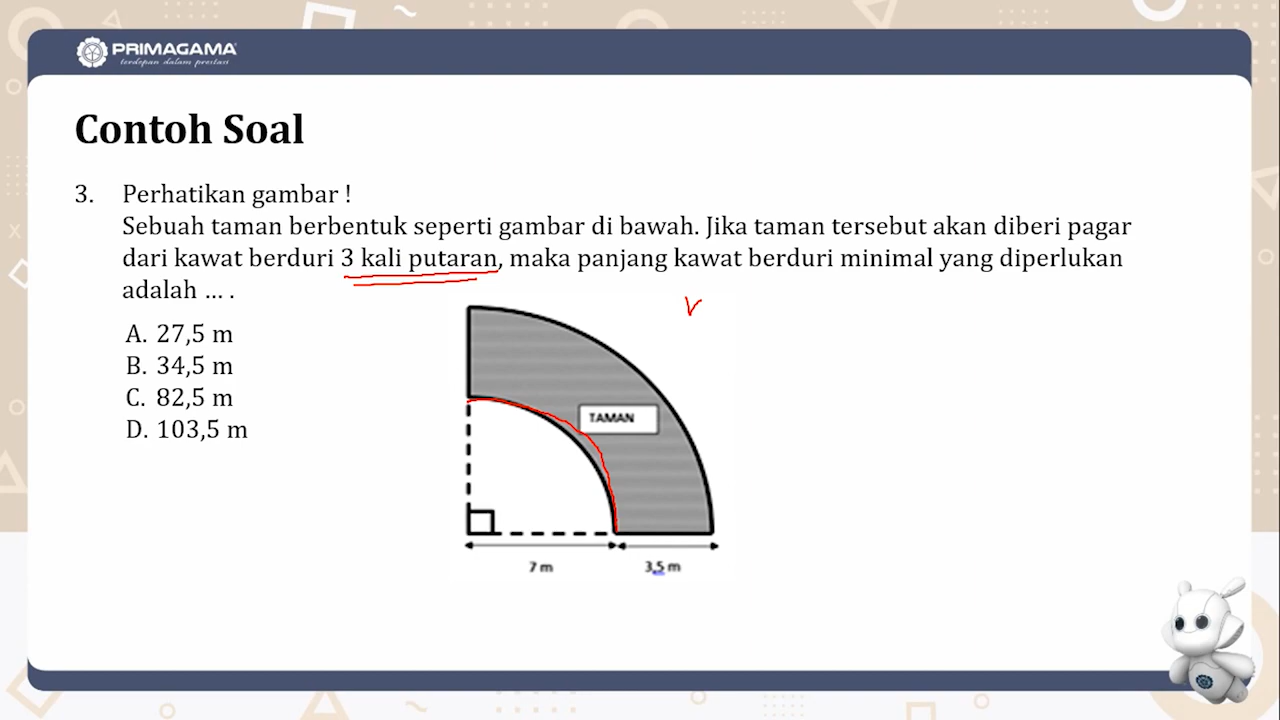 PRIMAGAMA
terdepan dalam prestasi
Contoh Soal
3. Perhatikan gambar !
Sebuah taman berbentuk seperti gambar di bawah. Jika taman tersebut akan diberi pagar
dari kawat berduri 3 kali putaran, maka panjang kawat berduri minimal yang diperlukan
adalah ... .
A. 27,5 m
B. 34,5 m
C. 82,5 m
D. 103,5 m
TAMAN
7 m
3,5 m